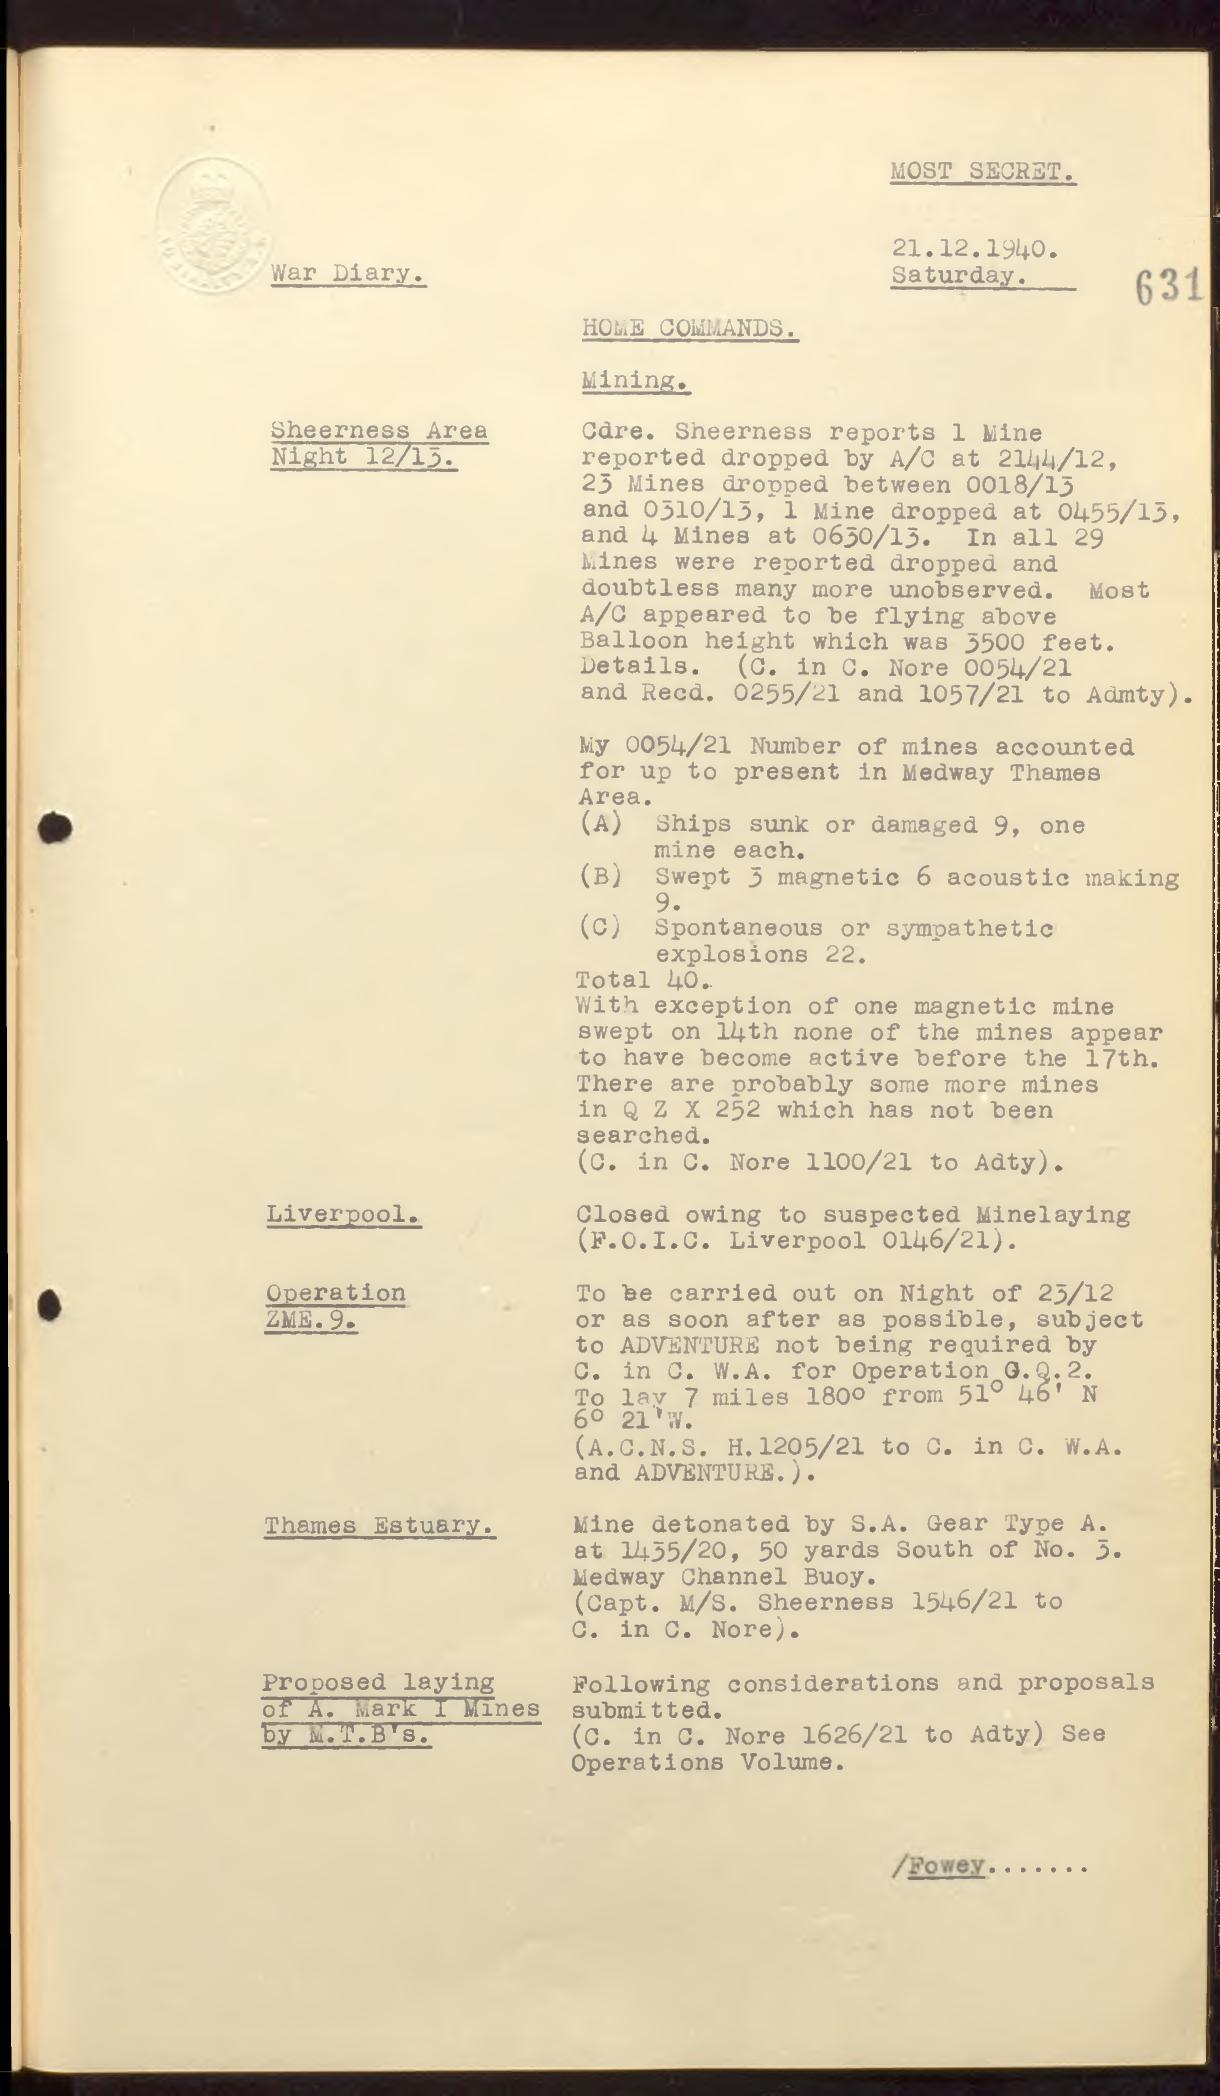 MOST SECRET.
21.12.1940.
War Diary.
Saturday.
631
HOME COMMANDS.
Mining.
Sheerness Area
Night 12/13.
Cdre. Sheerness reports 1 Mine
reported dropped by A/C at 2144/12,
23 Mines dropped between 0018/13
and 0310/13, 1 Mine dropped at 0455/13,
and 4 Mines at 0630/13. In all 29
Mines were reported dropped and
doubtless many more unobserved. Most
A/C appeared to be flying above
Balloon height which was 3500 feet.
Details. (C. in C. Nore 0054/21
and Recd. 0255/21 and 1057/21 to Admty).
My 0054/21 Number of mines accounted
for up to present in Medway Thames
Area.
(A) Ships sunk or damaged 9, one
mine each.
(B) Swept 3 magnetic 6 acoustic making
9.
(C) Spontaneous or sympathetic
explosions 22.
Total 40.
With exception of one magnetic mine
swept on 14th none of the mines appear
to have become active before the 17th.
There are probably some more mines
in Q Z X 252 which has not been
searched.
(C. in C. Nore 1100/21 to Adty).
Liverpool.
Closed owing to suspected Minelaying
(F.O.I.C. Liverpool 0146/21).
Operation
ZME.9.
To be carried out on Night of 23/12
or as soon after as possible, subject
to ADVENTURE not being required by
C. in C. W.A. for Operation G.Q.2.
To lay 7 miles 180° from 51° 46' N
6° 21'W.
(A.C.N.S. H.1205/21 to C. in C. W.A.
and ADVENTURE.).
Thames Estuary.
Mine detonated by S.A. Gear Type A.
at 1435/20, 50 yards South of No. 3.
Medway Channel Buoy.
(Capt. M/S. Sheerness 1546/21 to
C. in C. Nore).
Proposed laying
of A. Mark I Mines
by M.T.B's.
Following considerations and proposals
submitted.
(C. in C. Nore 1626/21 to Adty) See
Operations Volume.
/Fowey.......